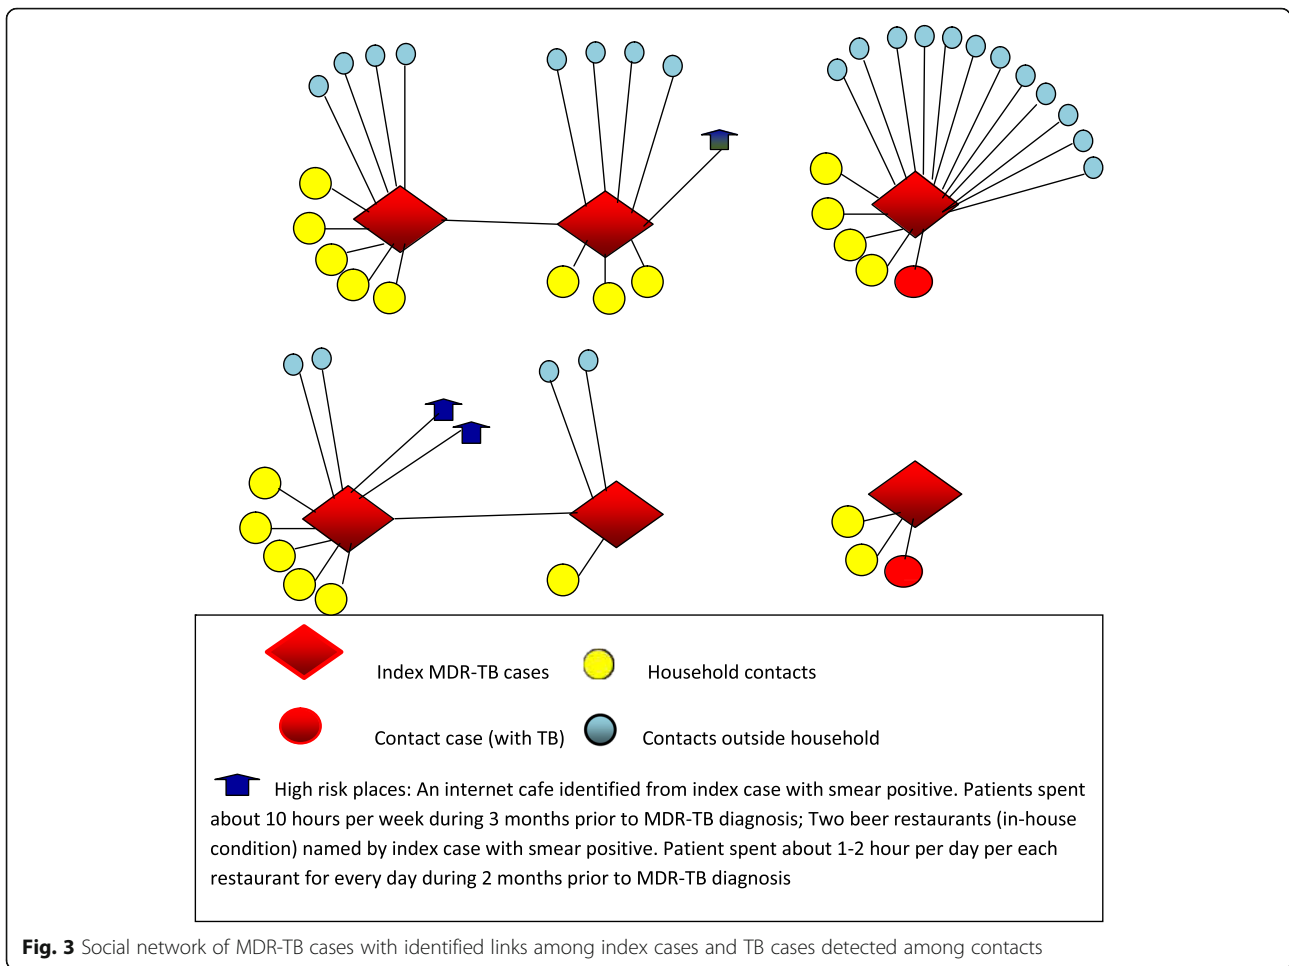 Index MDR-TB cases
Household contacts
Contact case (with TB)
Contacts outside household
High risk places: An internet cafe identified from index case with smear positive. Patients spent
about 10 hours per week during 3 months prior to MDR-TB diagnosis; Two beer restaurants (in-house
condition) named by index case with smear positive. Patient spent about 1-2 hour per day per each
restaurant for every day during 2 months prior to MDR-TB diagnosis
Fig. 3 Social network of MDR-TB cases with identified links among index cases and TB cases detected among contacts